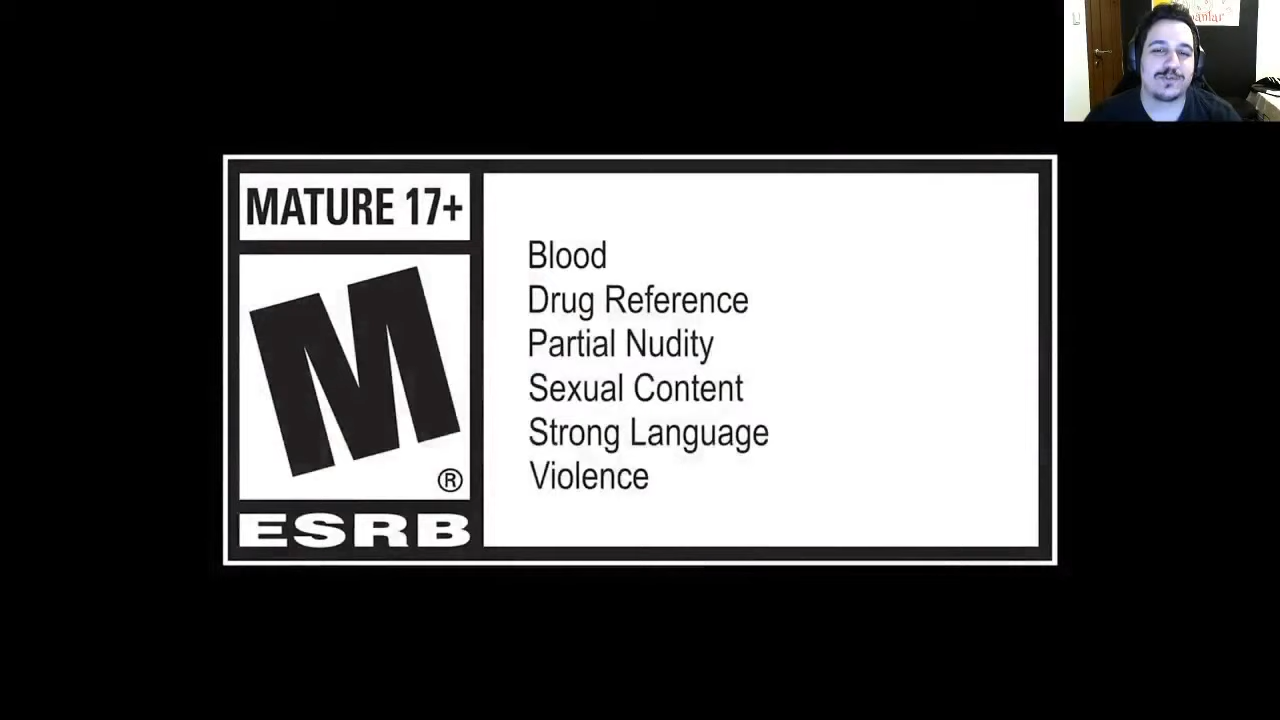 MATURE 17+
M
®
ESRB
Blood
Drug Reference
Partial Nudity
Sexual Content
Strong Language
Violence